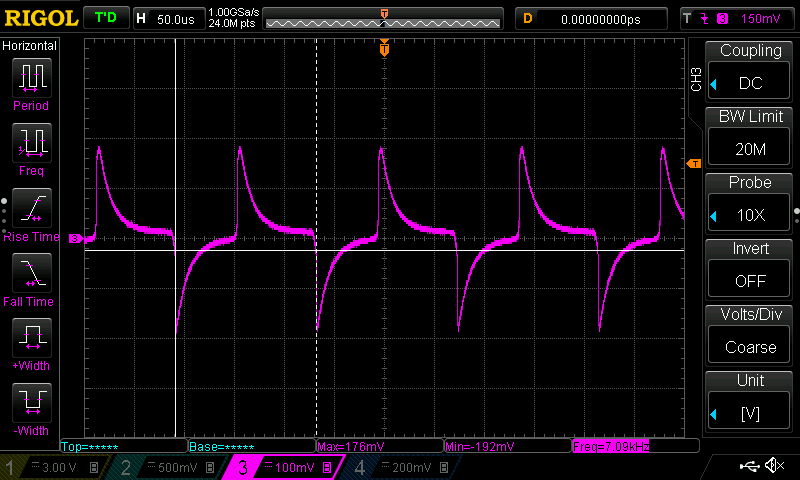 RIGOL T'D H 50.0us 1.00GSa/s 24.0M pts T D 0.00000000ps T 3 150mV
Horizontal
Period
Freq
Rise Time
Fall Time
+Width
-Width
T
3
T
CH3
Coupling
DC
BW Limit
20M
Probe
10X
Invert
OFF
Volts/Div
Coarse
Unit
[V]
Top=***** Base=***** Max=176mV Min=-192mV Freq=7.09kHz
1 3.00 V B 2 500mV B 3 100mV B 4 200mV B